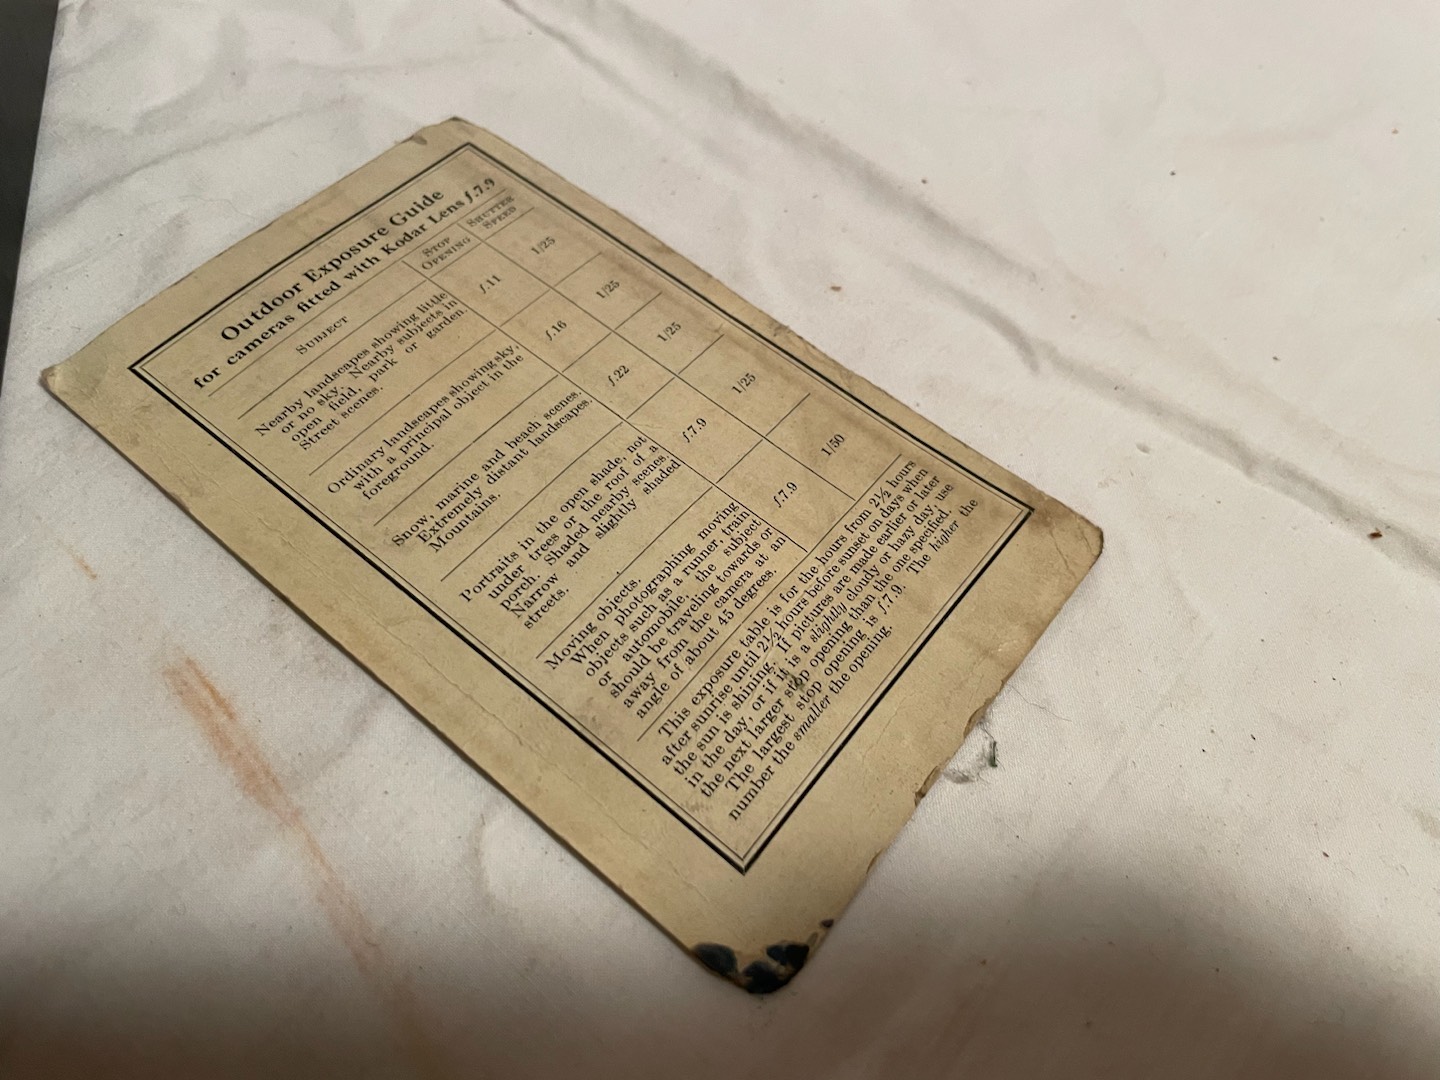 Outdoor Exposure Guide
for cameras fitted with Kodar Lens f.7.9
SUBJECT STOP OPENING SHUTTER SPEED
Nearby landscapes showing little f.11 1/25
or no sky. Nearby subjects in
open field, park or garden.
Street scenes.
Ordinary landscapes showing sky, f.16 1/25
with a principal object in the
foreground.
Snow, marine and beach scenes. f.22 1/25
Extremely distant landscapes.
Mountains.
Portraits in the open shade, not f.7.9 1/25
under trees or the roof of a
porch. Shaded nearby scenes.
Narrow and slightly shaded
streets.
Moving objects. f.7.9 1/50
When photographing moving
objects such as a runner, train
or automobile, the subject
should be traveling towards or
away from the camera at an
angle of about 45 degrees.
This exposure table is for the hours from 2½ hours
after sunrise until 2½ hours before sunset on days when
the sun is shining. If pictures are made earlier or later
in the day, or if it is a slightly cloudy or hazy day, use
the next larger stop opening than the one specified.
The largest stop opening is f.7.9. The higher the
number the smaller the opening.